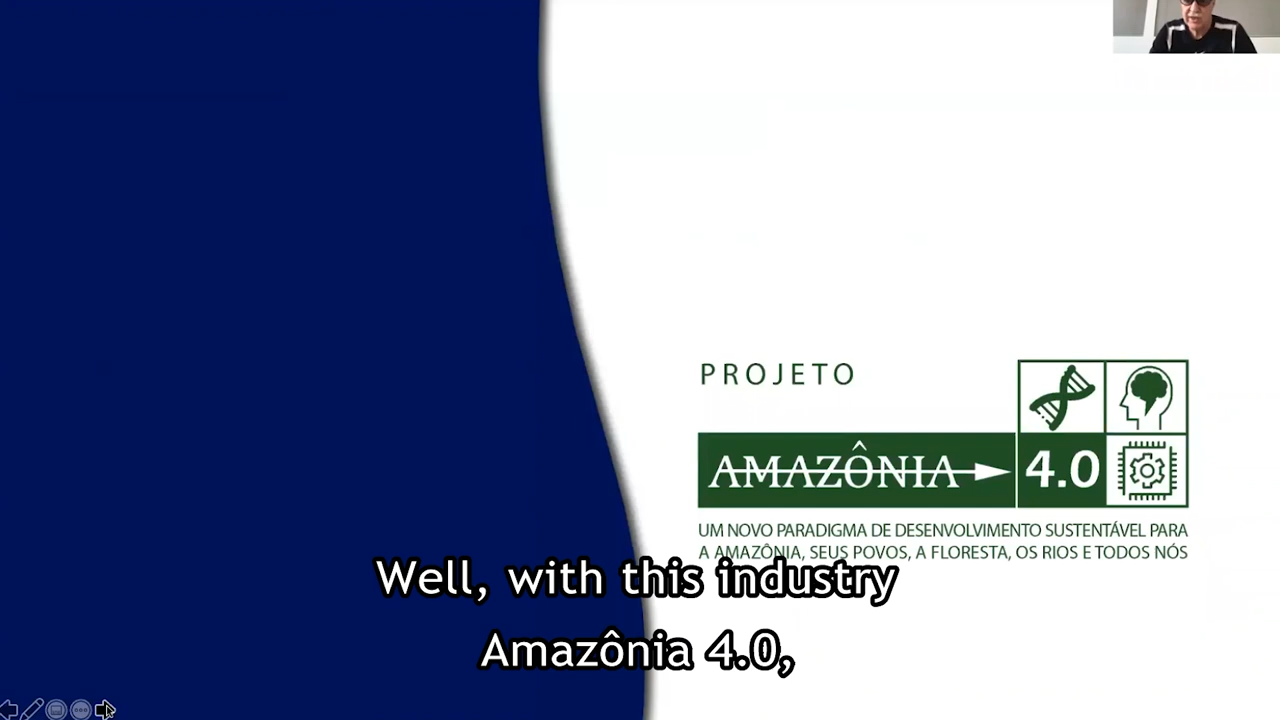 PROJETO
AMAZÔNIA 4.0
UM NOVO PARADIGMA DE DESENVOLVIMENTO SUSTENTÁVEL PARA
A AMAZÔNIA, SEUS POVOS, A FLORESTA, OS RIOS E TODOS NÓS
Well, with this industry
Amazônia 4.0,